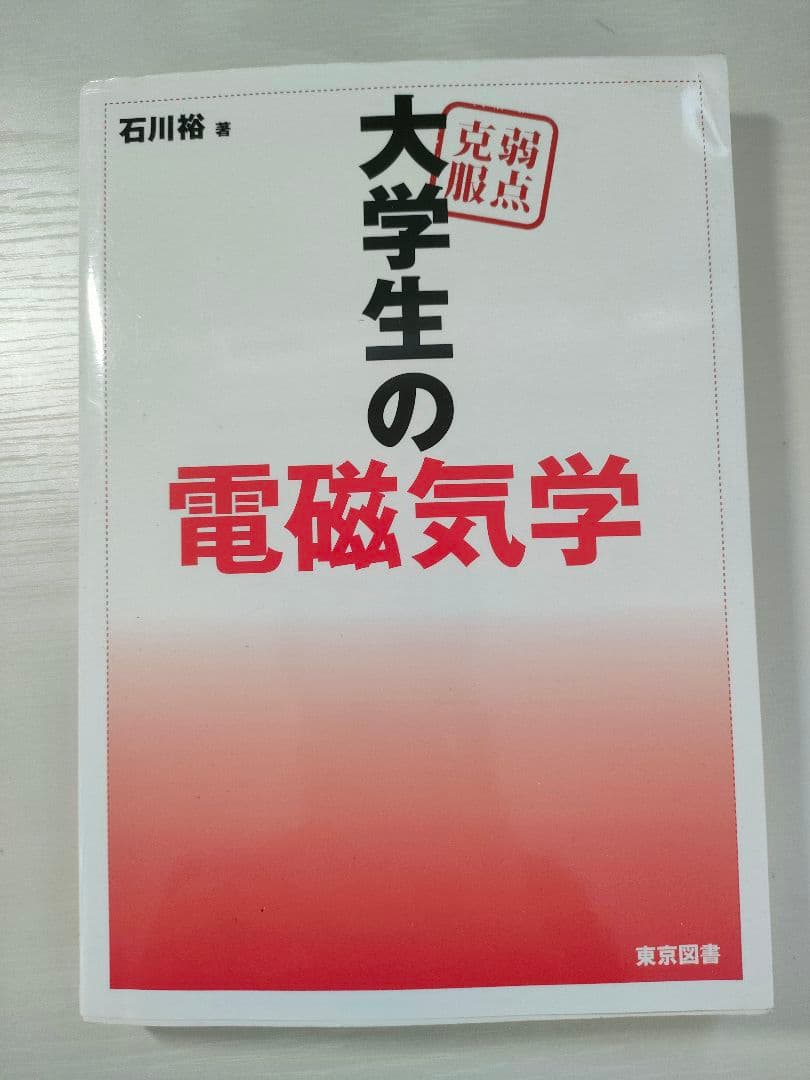 石川裕 著
弱点
克服
大学生の
電磁気学
東京図書